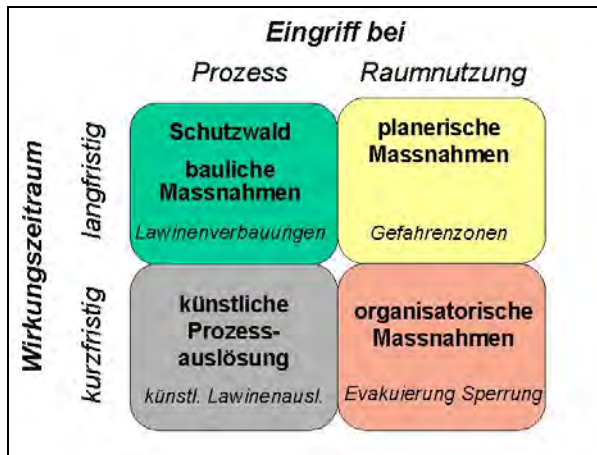 Eingriff bei
Prozess
Raumnutzung
Wirkungszeitraum
langfristig
Schutzwald
bauliche
Massnahmen
Lawinenverbauungen
planerische
Massnahmen
Gefahrenzonen
kurzfristig
künstliche
Prozess-
auslösung
künstl. Lawinenausl.
organisatorische
Massnahmen
Evakuierung Sperrung